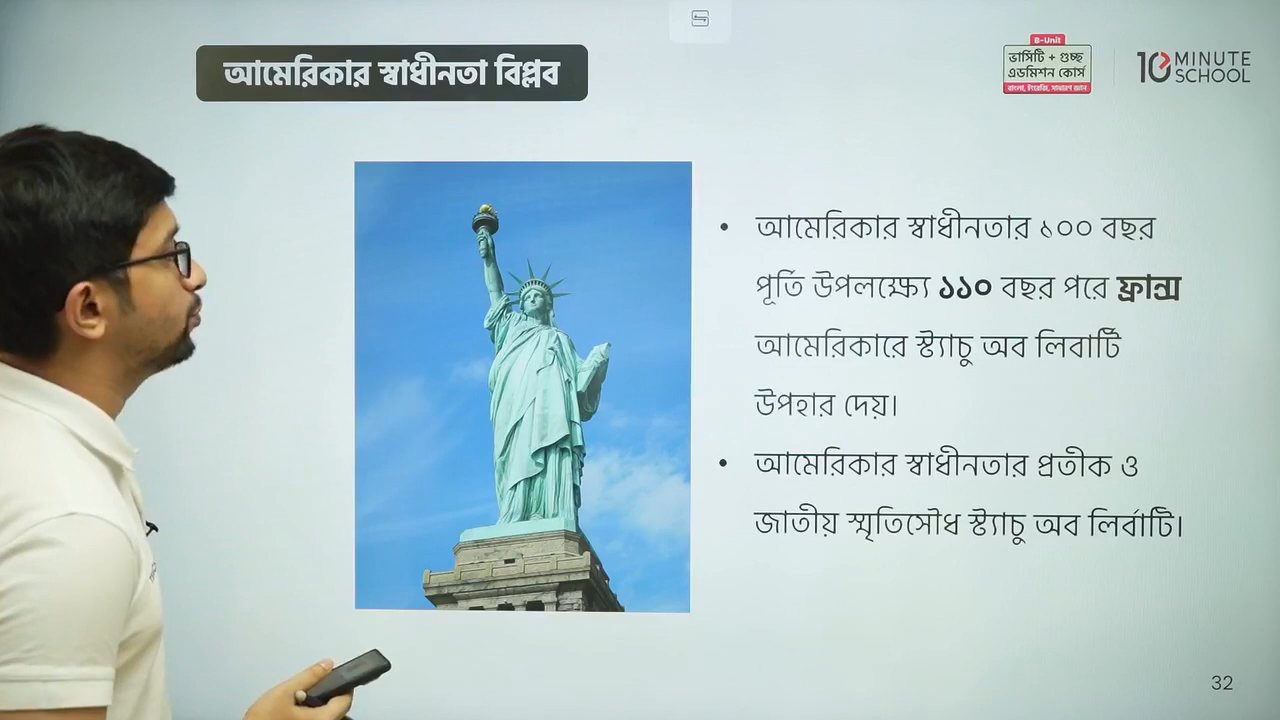 আমেরিকার স্বাধীনতা বিপ্লব
B-Unit
ভার্সিটি + গুচ্ছ
এডমিশন কোর্স
বাংলা, ইংরেজি, সাধারণ জ্ঞান
10 MINUTE SCHOOL
• আমেরিকার স্বাধীনতার ১০০ বছর
পূর্তি উপলক্ষ্যে ১১০ বছর পরে ফ্রান্স
আমেরিকারে স্ট্যাচু অব লিবার্টি
উপহার দেয়।
• আমেরিকার স্বাধীনতার প্রতীক ও
জাতীয় স্মৃতিসৌধ স্ট্যাচু অব লির্বাটি।
32